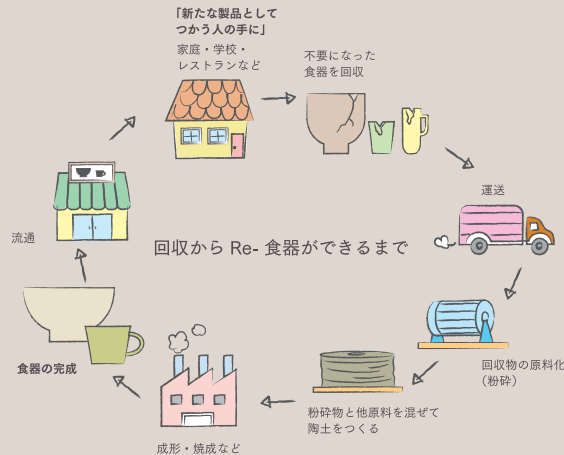 「新たな製品として
つかう人の手に」
家庭・学校・
レストランなど
不要になった
食器を回収
運送
回収物の原料化
（粉砕）
粉砕物と他原料を混ぜて
陶土をつくる
成形・焼成など
食器の完成
流通
回収から Re- 食器ができるまで